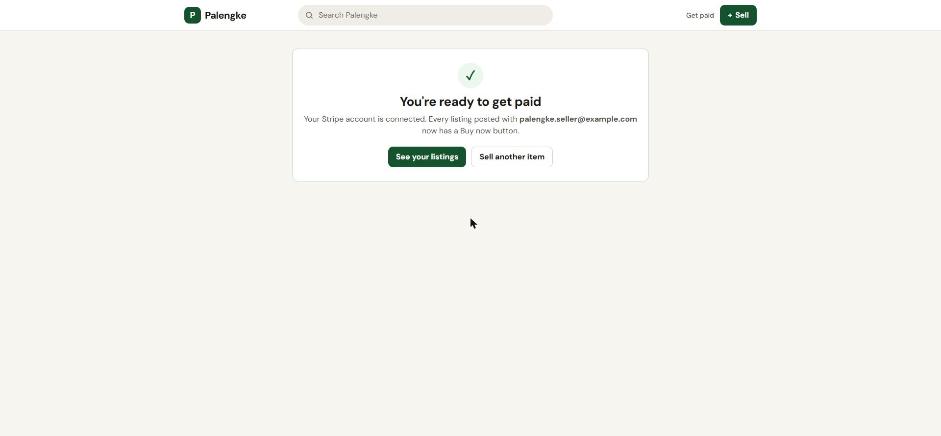 P Palengke
Search Palengke
Get paid
+ Sell
You're ready to get paid
Your Stripe account is connected. Every listing posted with palengke.seller@example.com
now has a Buy now button.
See your listings
Sell another item